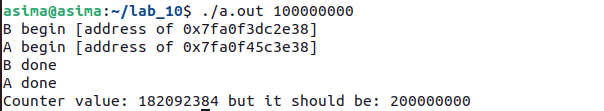 asima@asima:~/lab_10$ ./a.out 100000000
B begin [address of 0x7fa0f3dc2e38]
A begin [address of 0x7fa0f45c3e38]
B done
A done
Counter value: 182092384 but it should be: 200000000